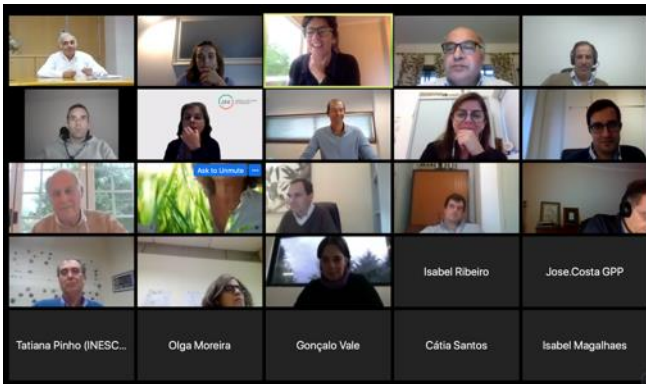 Ask to Unmute
Isabel Ribeiro
Jose.Costa GPP
Tatiana Pinho (INESC...
Olga Moreira
Gonçalo Vale
Cátia Santos
Isabel Magalhaes